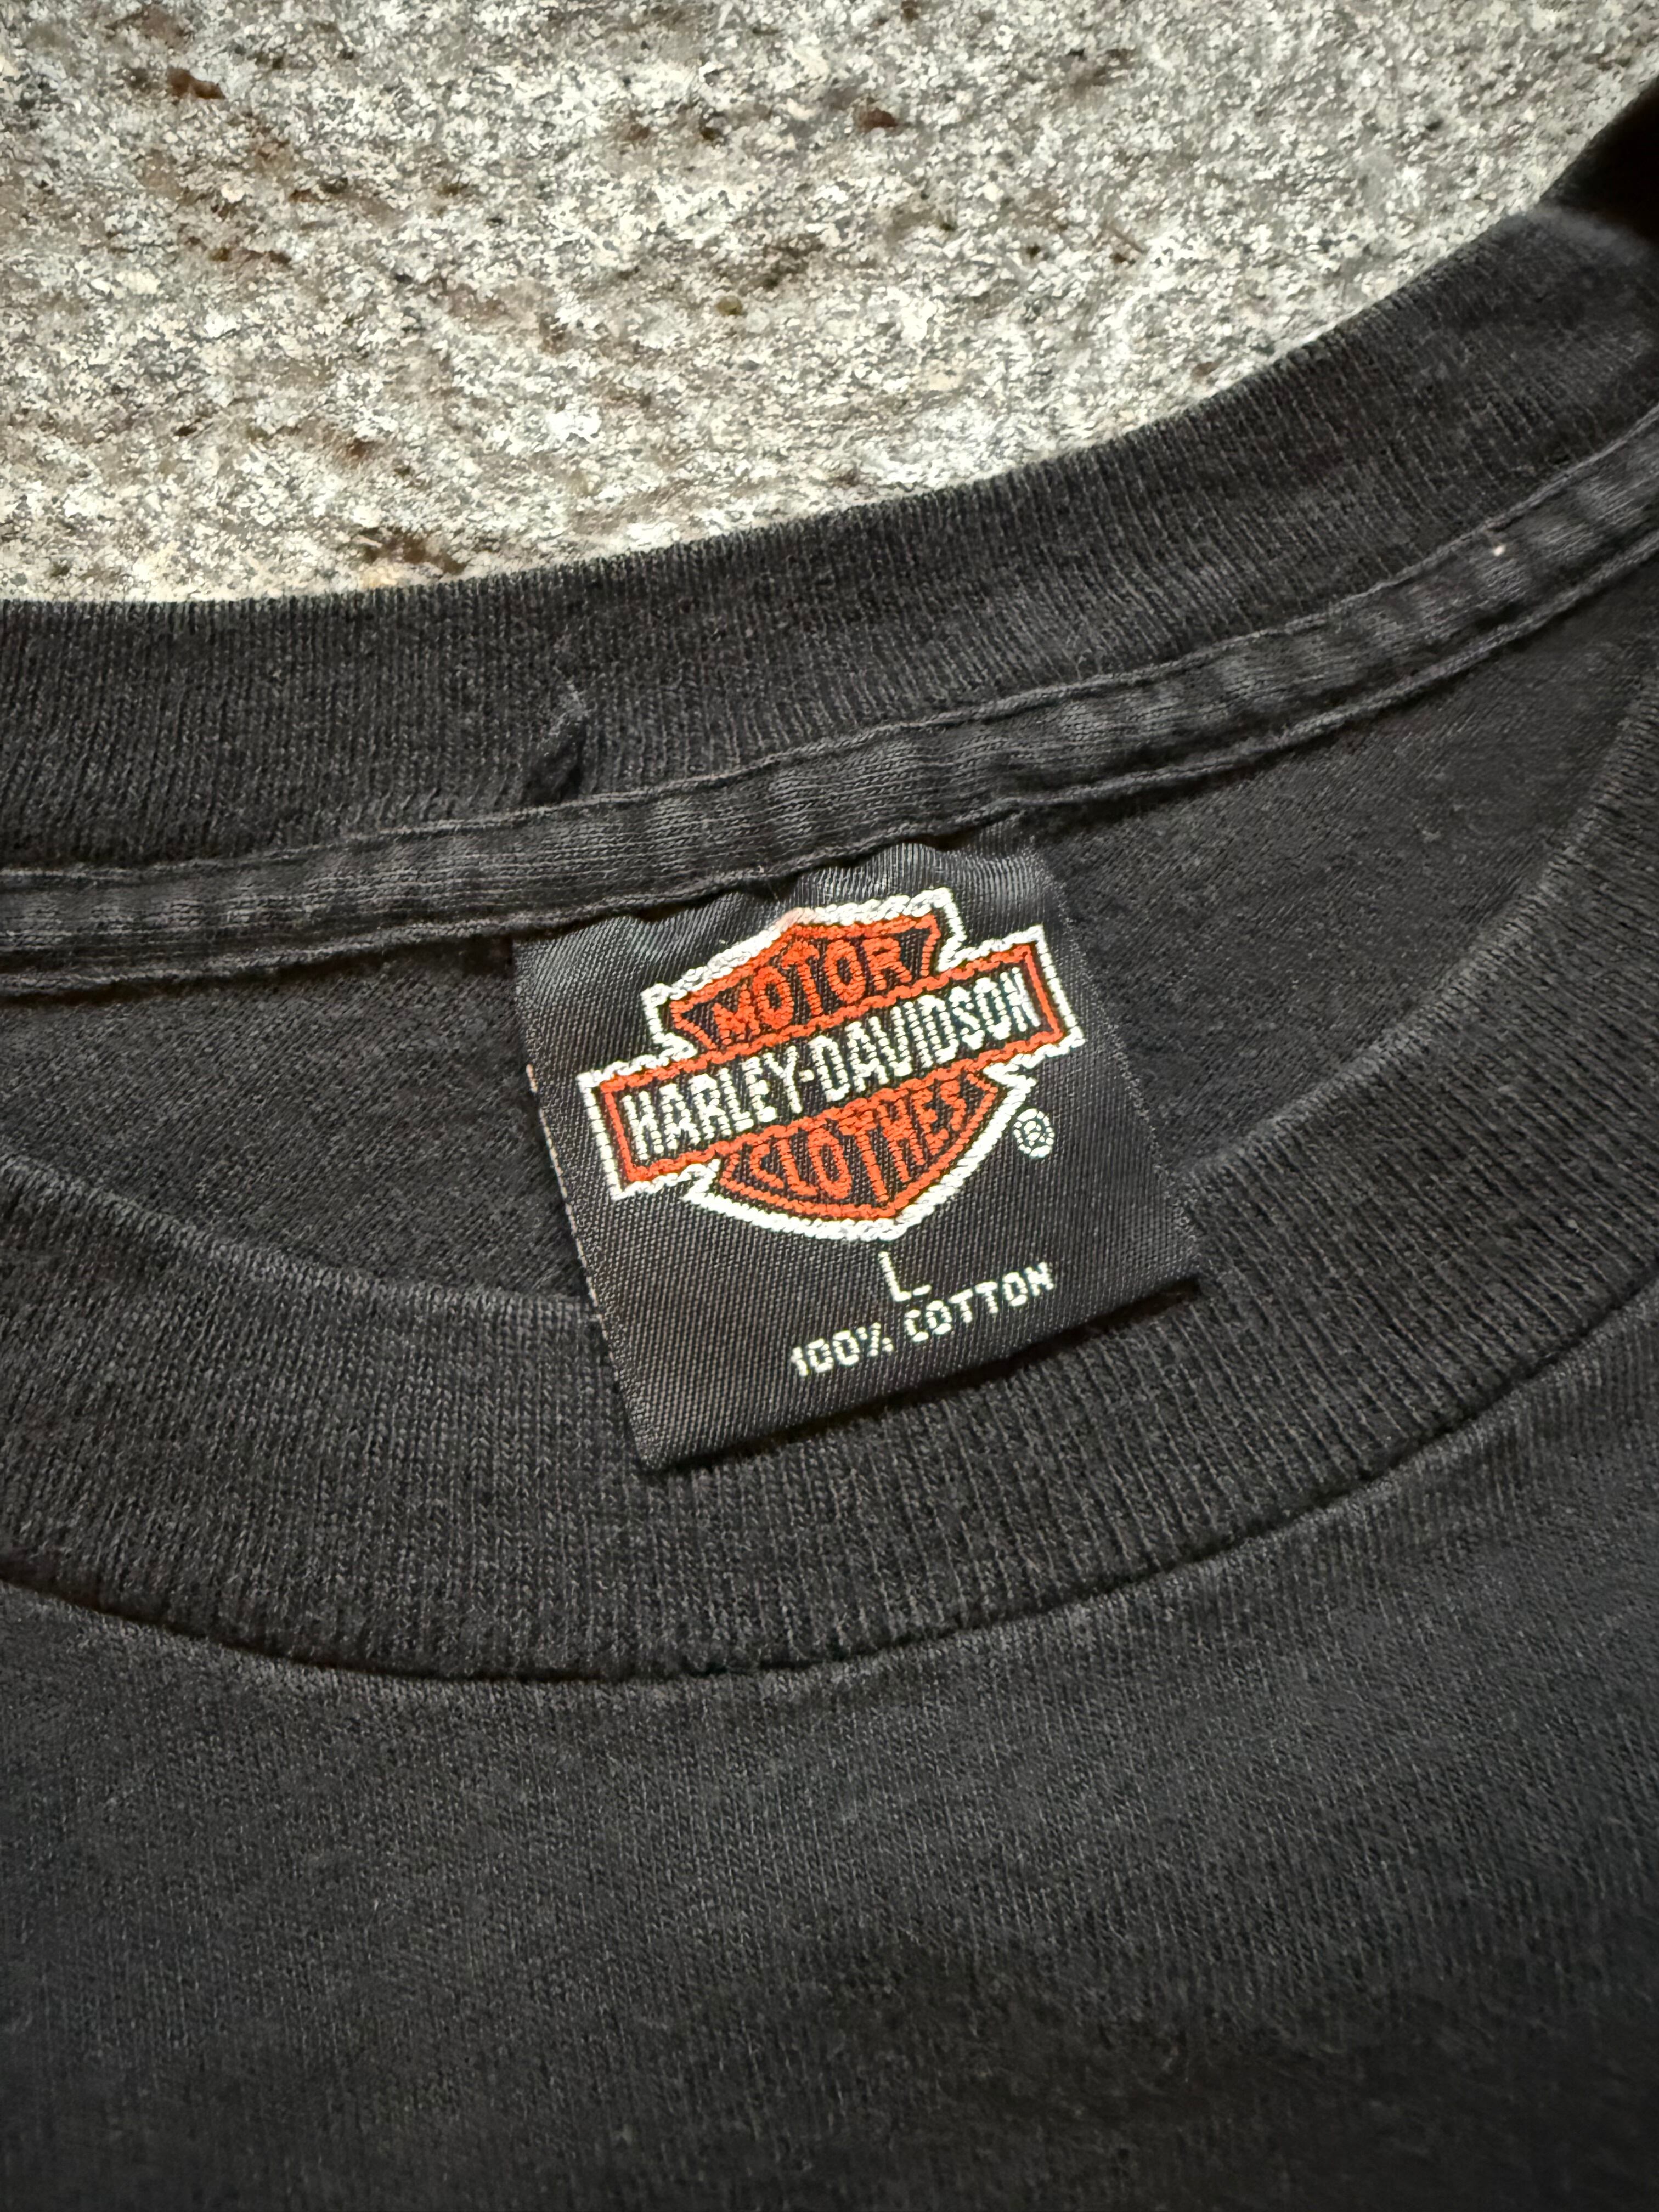 MOTOR
HARLEY-DAVIDSON
CLOTHES
®
L
100% COTTON